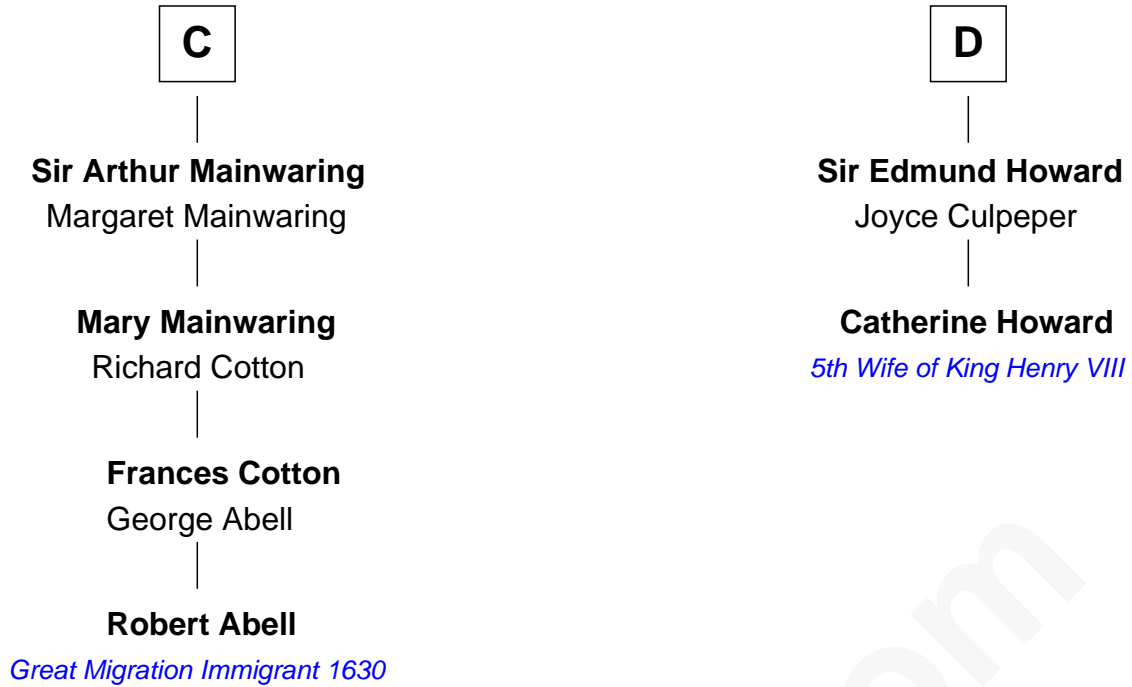 C
Sir Arthur Mainwaring
Margaret Mainwaring
Mary Mainwaring
Richard Cotton
Frances Cotton
George Abell
Robert Abell
Great Migration Immigrant 1630
D
Sir Edmund Howard
Joyce Culpeper
Catherine Howard
5th Wife of King Henry VIII
om